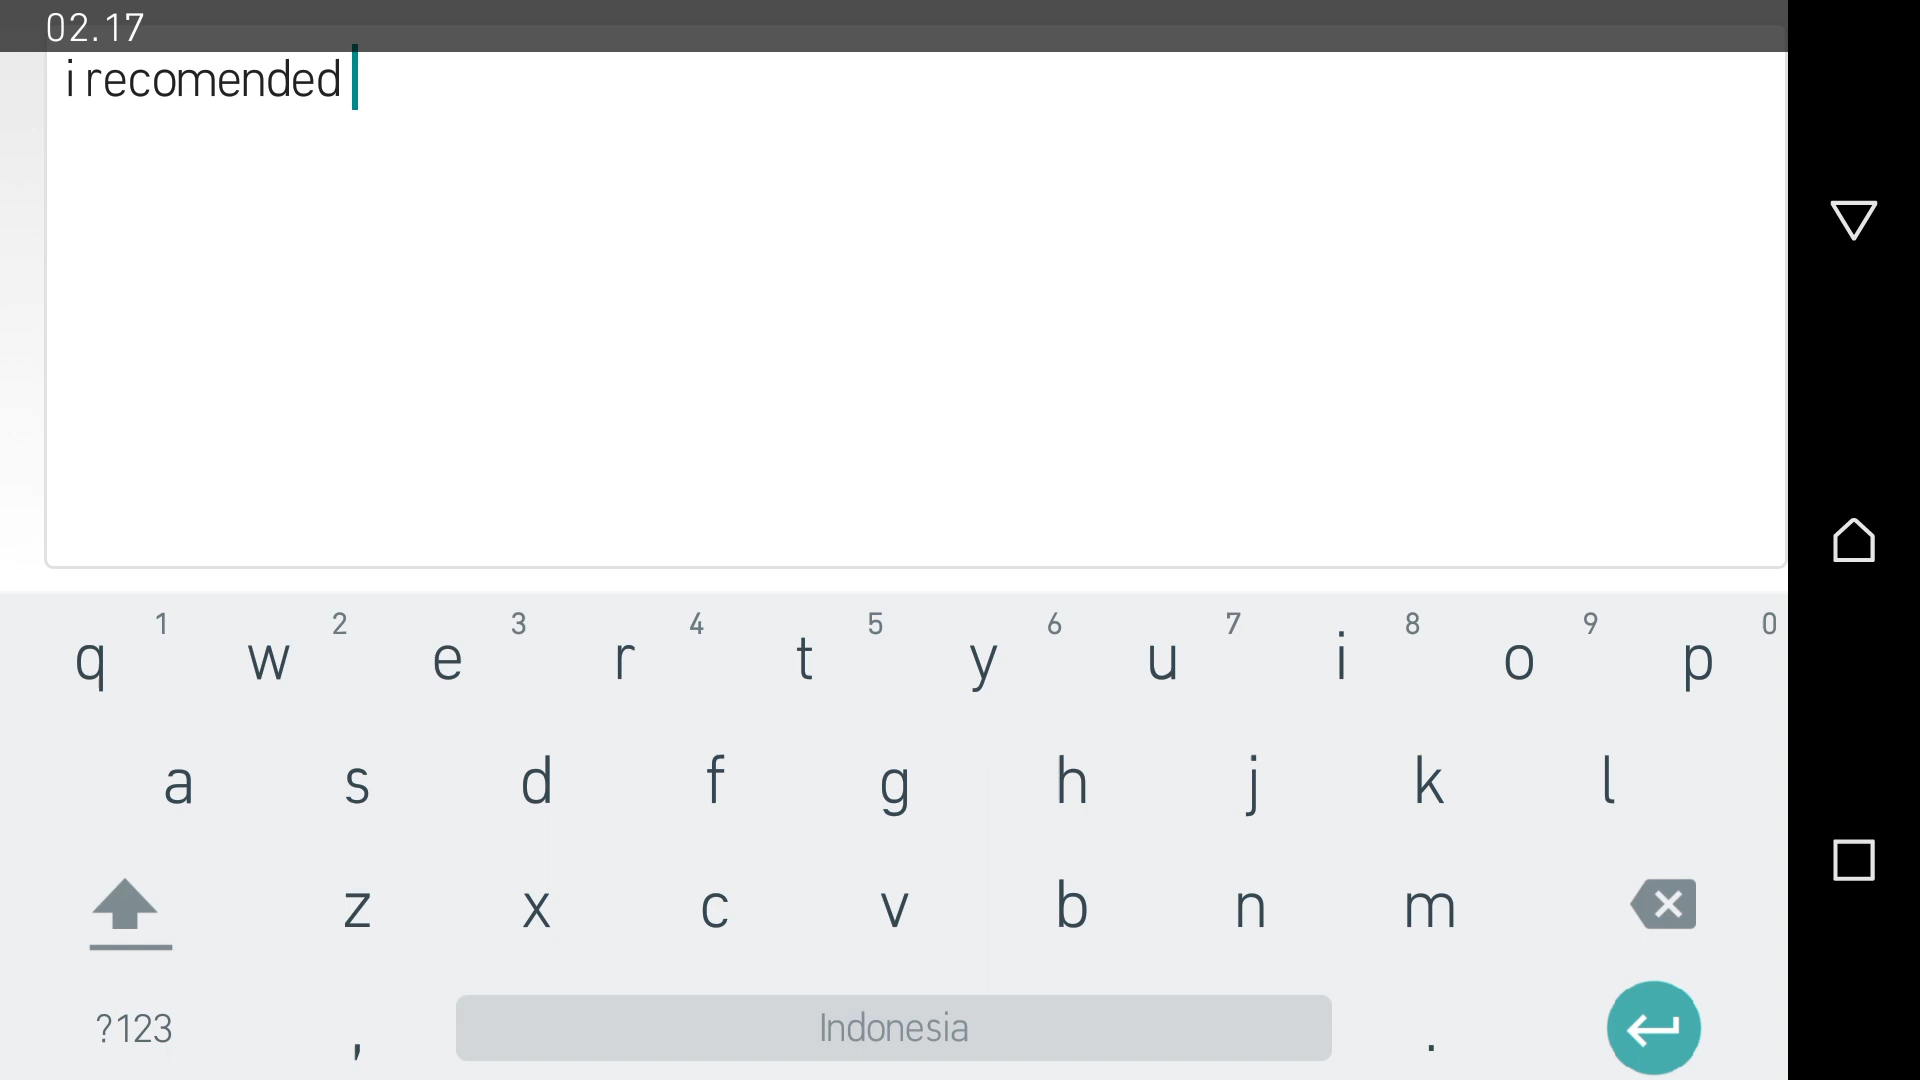 02.17
i recomended
1 2 3 4 5 6 7 8 9 0
q w e r t y u i o p
a s d f g h j k l
z x c v b n m
?123 , Indonesia .